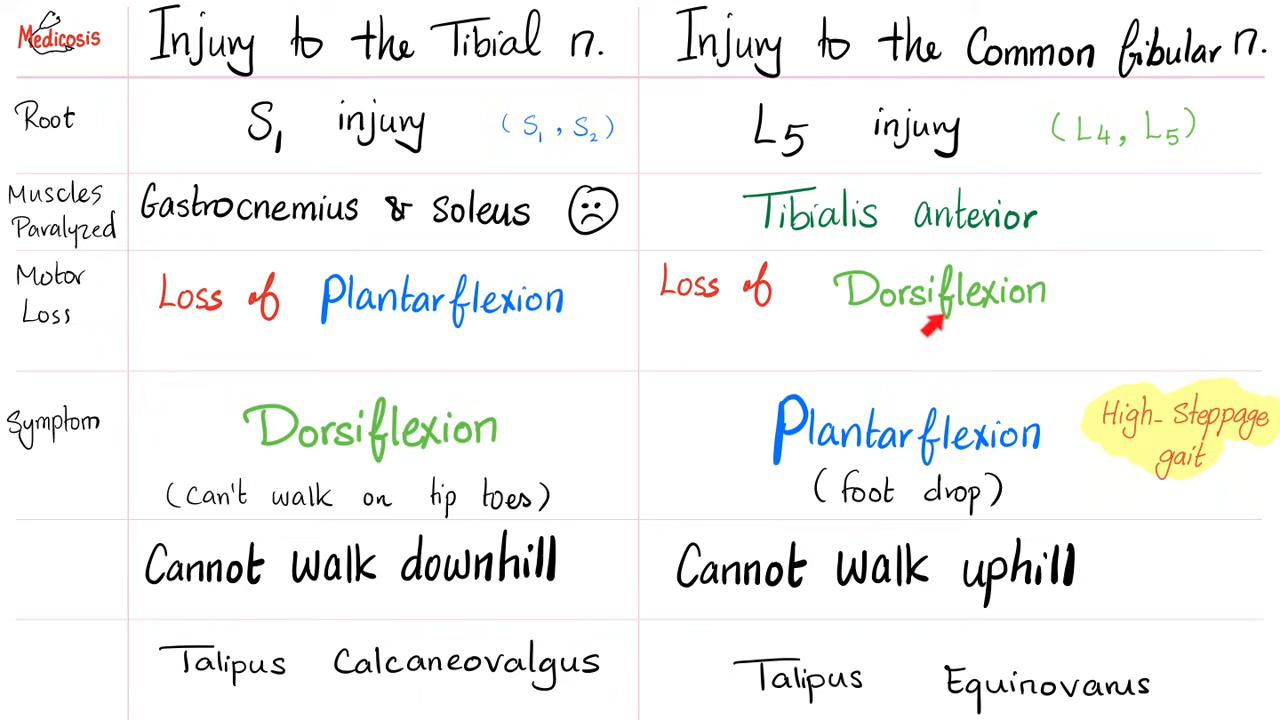 Medicosis
Injury to the Tibial n.
Injury to the Common fibular n.
Root
S1 injury (S1, S2)
L5 injury (L4, L5)
Muscles
Paralyzed
Gastrocnemius & Soleus
Tibialis anterior
Motor
Loss
Loss of Plantarflexion
Loss of Dorsiflexion
Symptom
Dorsiflexion
(Can't walk on tip toes)
Plantarflexion
(foot drop)
High-Steppage
gait
Cannot walk downhill
Cannot walk uphill
Talipus Calcaneovalgus
Talipus Equinovarus